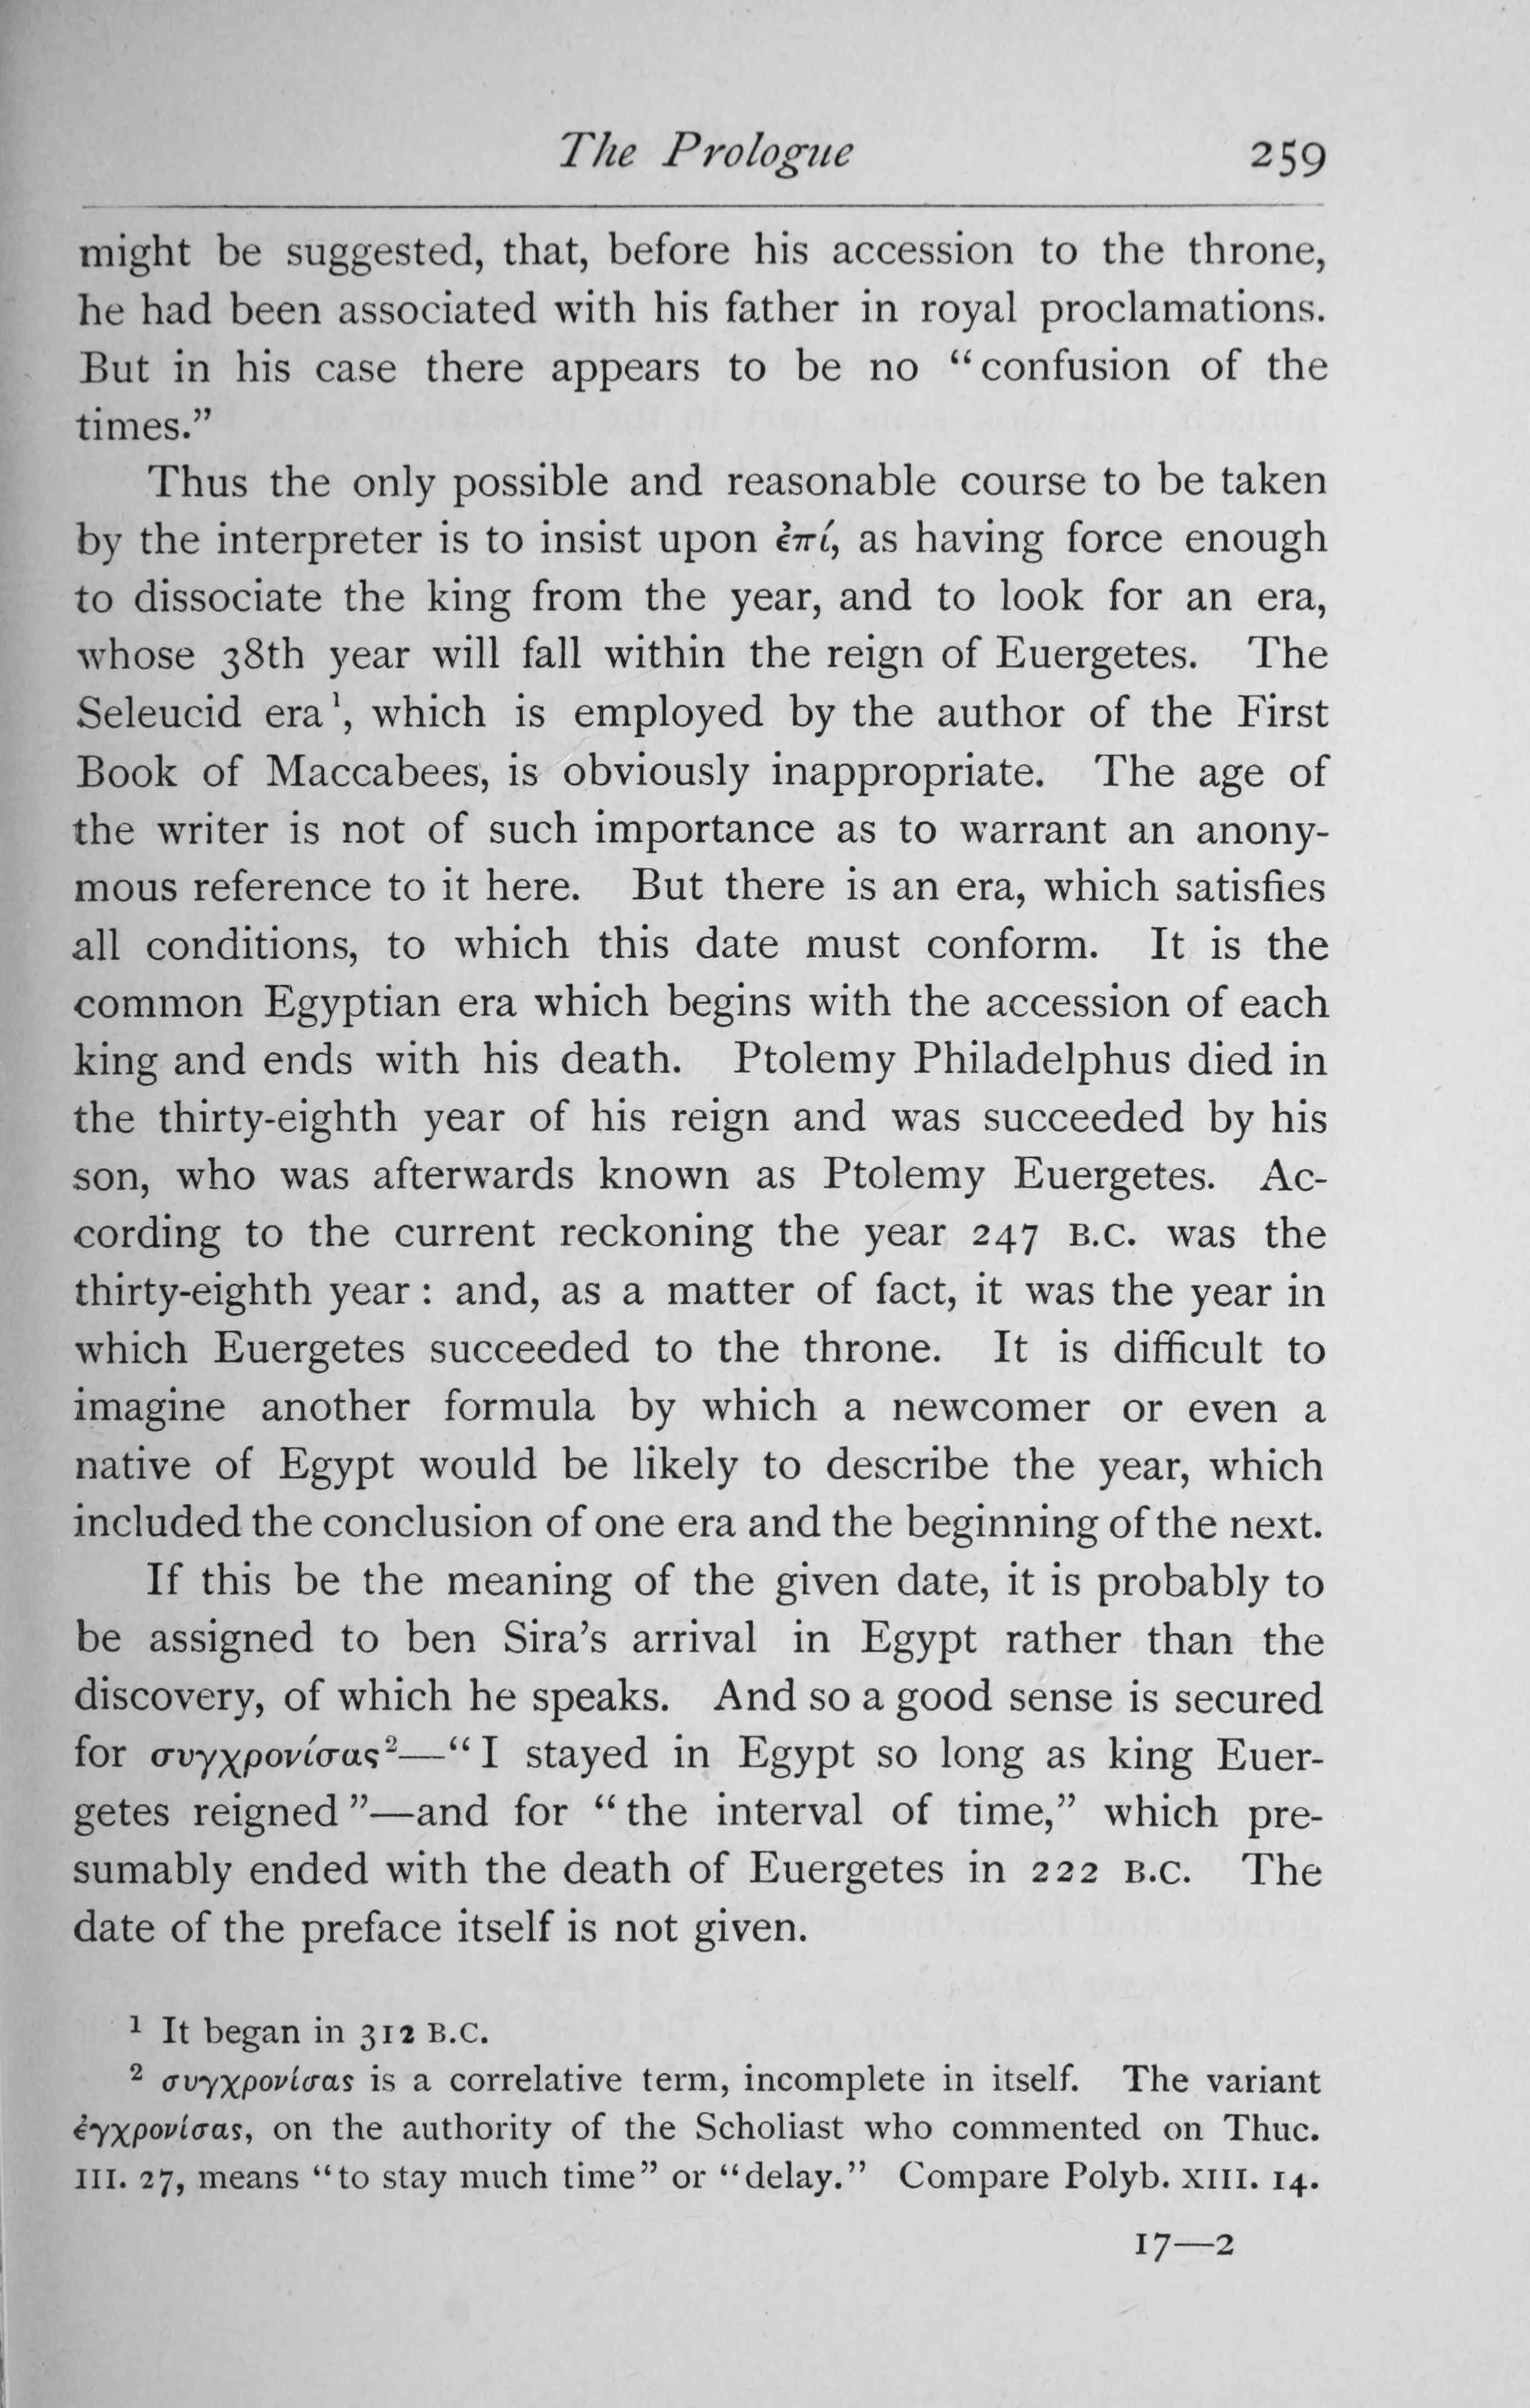 The Prologue 259
might be suggested, that, before his accession to the throne,
he had been associated with his father in royal proclamations.
But in his case there appears to be no “confusion of the
times.”
Thus the only possible and reasonable course to be taken
by the interpreter is to insist upon ἐπί, as having force enough
to dissociate the king from the year, and to look for an era,
whose 38th year will fall within the reign of Euergetes. The
Seleucid era¹, which is employed by the author of the First
Book of Maccabees, is obviously inappropriate. The age of
the writer is not of such importance as to warrant an anony-
mous reference to it here. But there is an era, which satisfies
all conditions, to which this date must conform. It is the
common Egyptian era which begins with the accession of each
king and ends with his death. Ptolemy Philadelphus died in
the thirty-eighth year of his reign and was succeeded by his
son, who was afterwards known as Ptolemy Euergetes. Ac-
cording to the current reckoning the year 247 B.C. was the
thirty-eighth year: and, as a matter of fact, it was the year in
which Euergetes succeeded to the throne. It is difficult to
imagine another formula by which a newcomer or even a
native of Egypt would be likely to describe the year, which
included the conclusion of one era and the beginning of the next.
If this be the meaning of the given date, it is probably to
be assigned to ben Sira’s arrival in Egypt rather than the
discovery, of which he speaks. And so a good sense is secured
for συγχρονίσας²—“I stayed in Egypt so long as king Euer-
getes reigned”—and for “the interval of time,” which pre-
sumably ended with the death of Euergetes in 222 B.C. The
date of the preface itself is not given.
¹ It began in 312 B.C.
² συγχρονίσας is a correlative term, incomplete in itself. The variant
ἐγχρονίσας, on the authority of the Scholiast who commented on Thuc.
III. 27, means “to stay much time” or “delay.” Compare Polyb. XIII. 14.
17—2